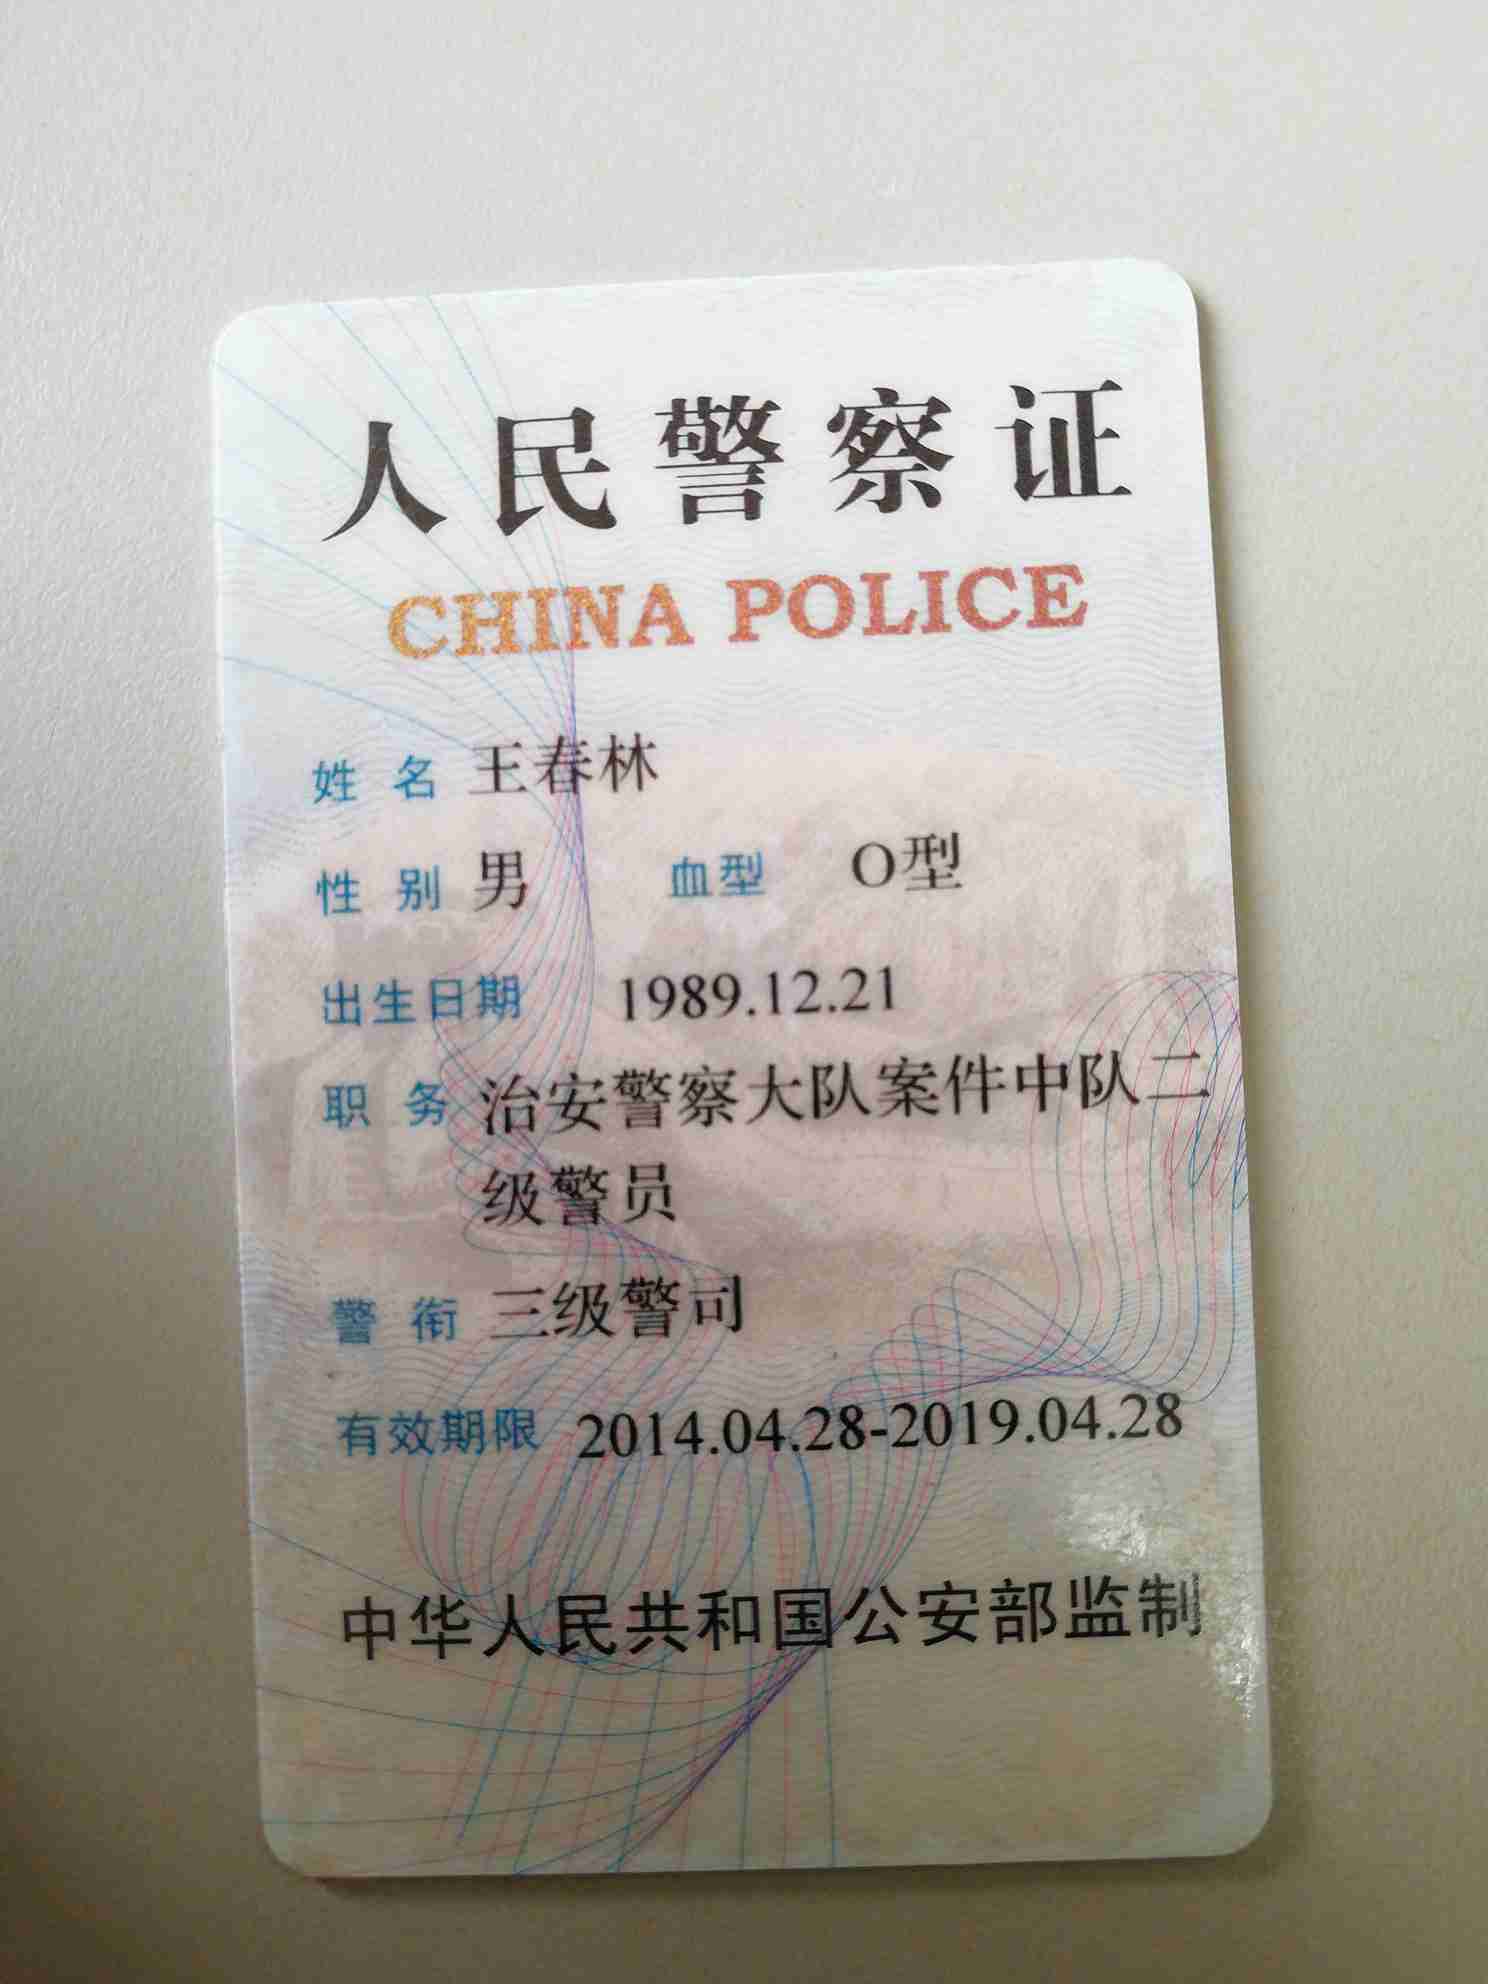 人民警察证
CHINA POLICE
姓名 王春林
性别 男 血型 O型
出生日期 1989.12.21
职务 治安警察大队案件中队二
级警员
警衔 三级警司
有效期限 2014.04.28-2019.04.28
中华人民共和国公安部监制